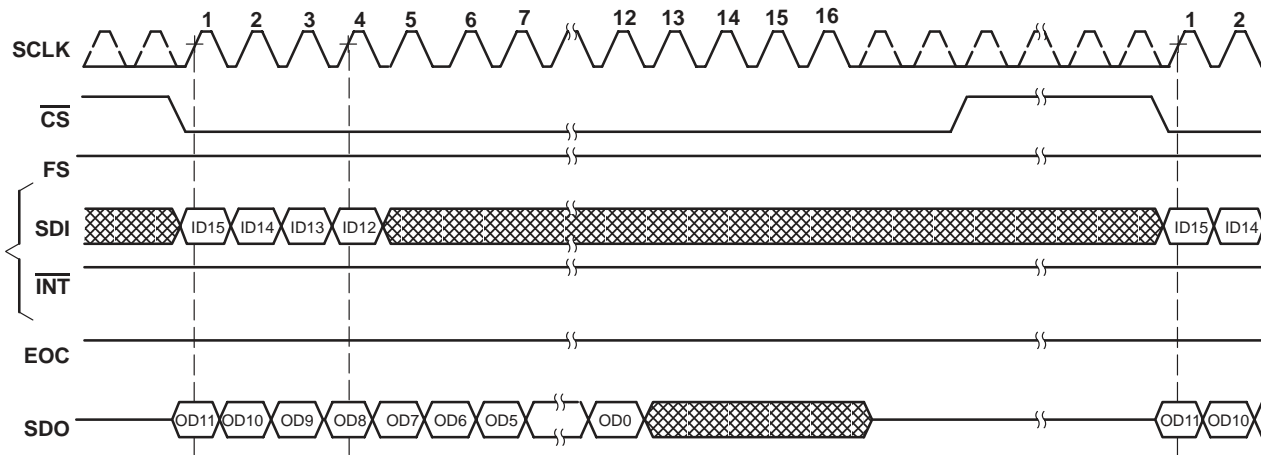 1 2 3 4 5 6 7 12 13 14 15 16 1 2
SCLK
CS
FS
SDI ID15 ID14 ID13 ID12 ID15 ID14
INT
EOC
SDO OD11 OD10 OD9 OD8 OD7 OD6 OD5 OD0 OD11 OD10